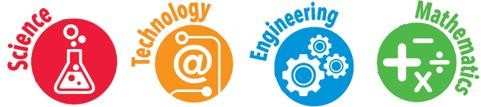 Science
Technology
@
Engineering
Mathematics
+ - ÷ x